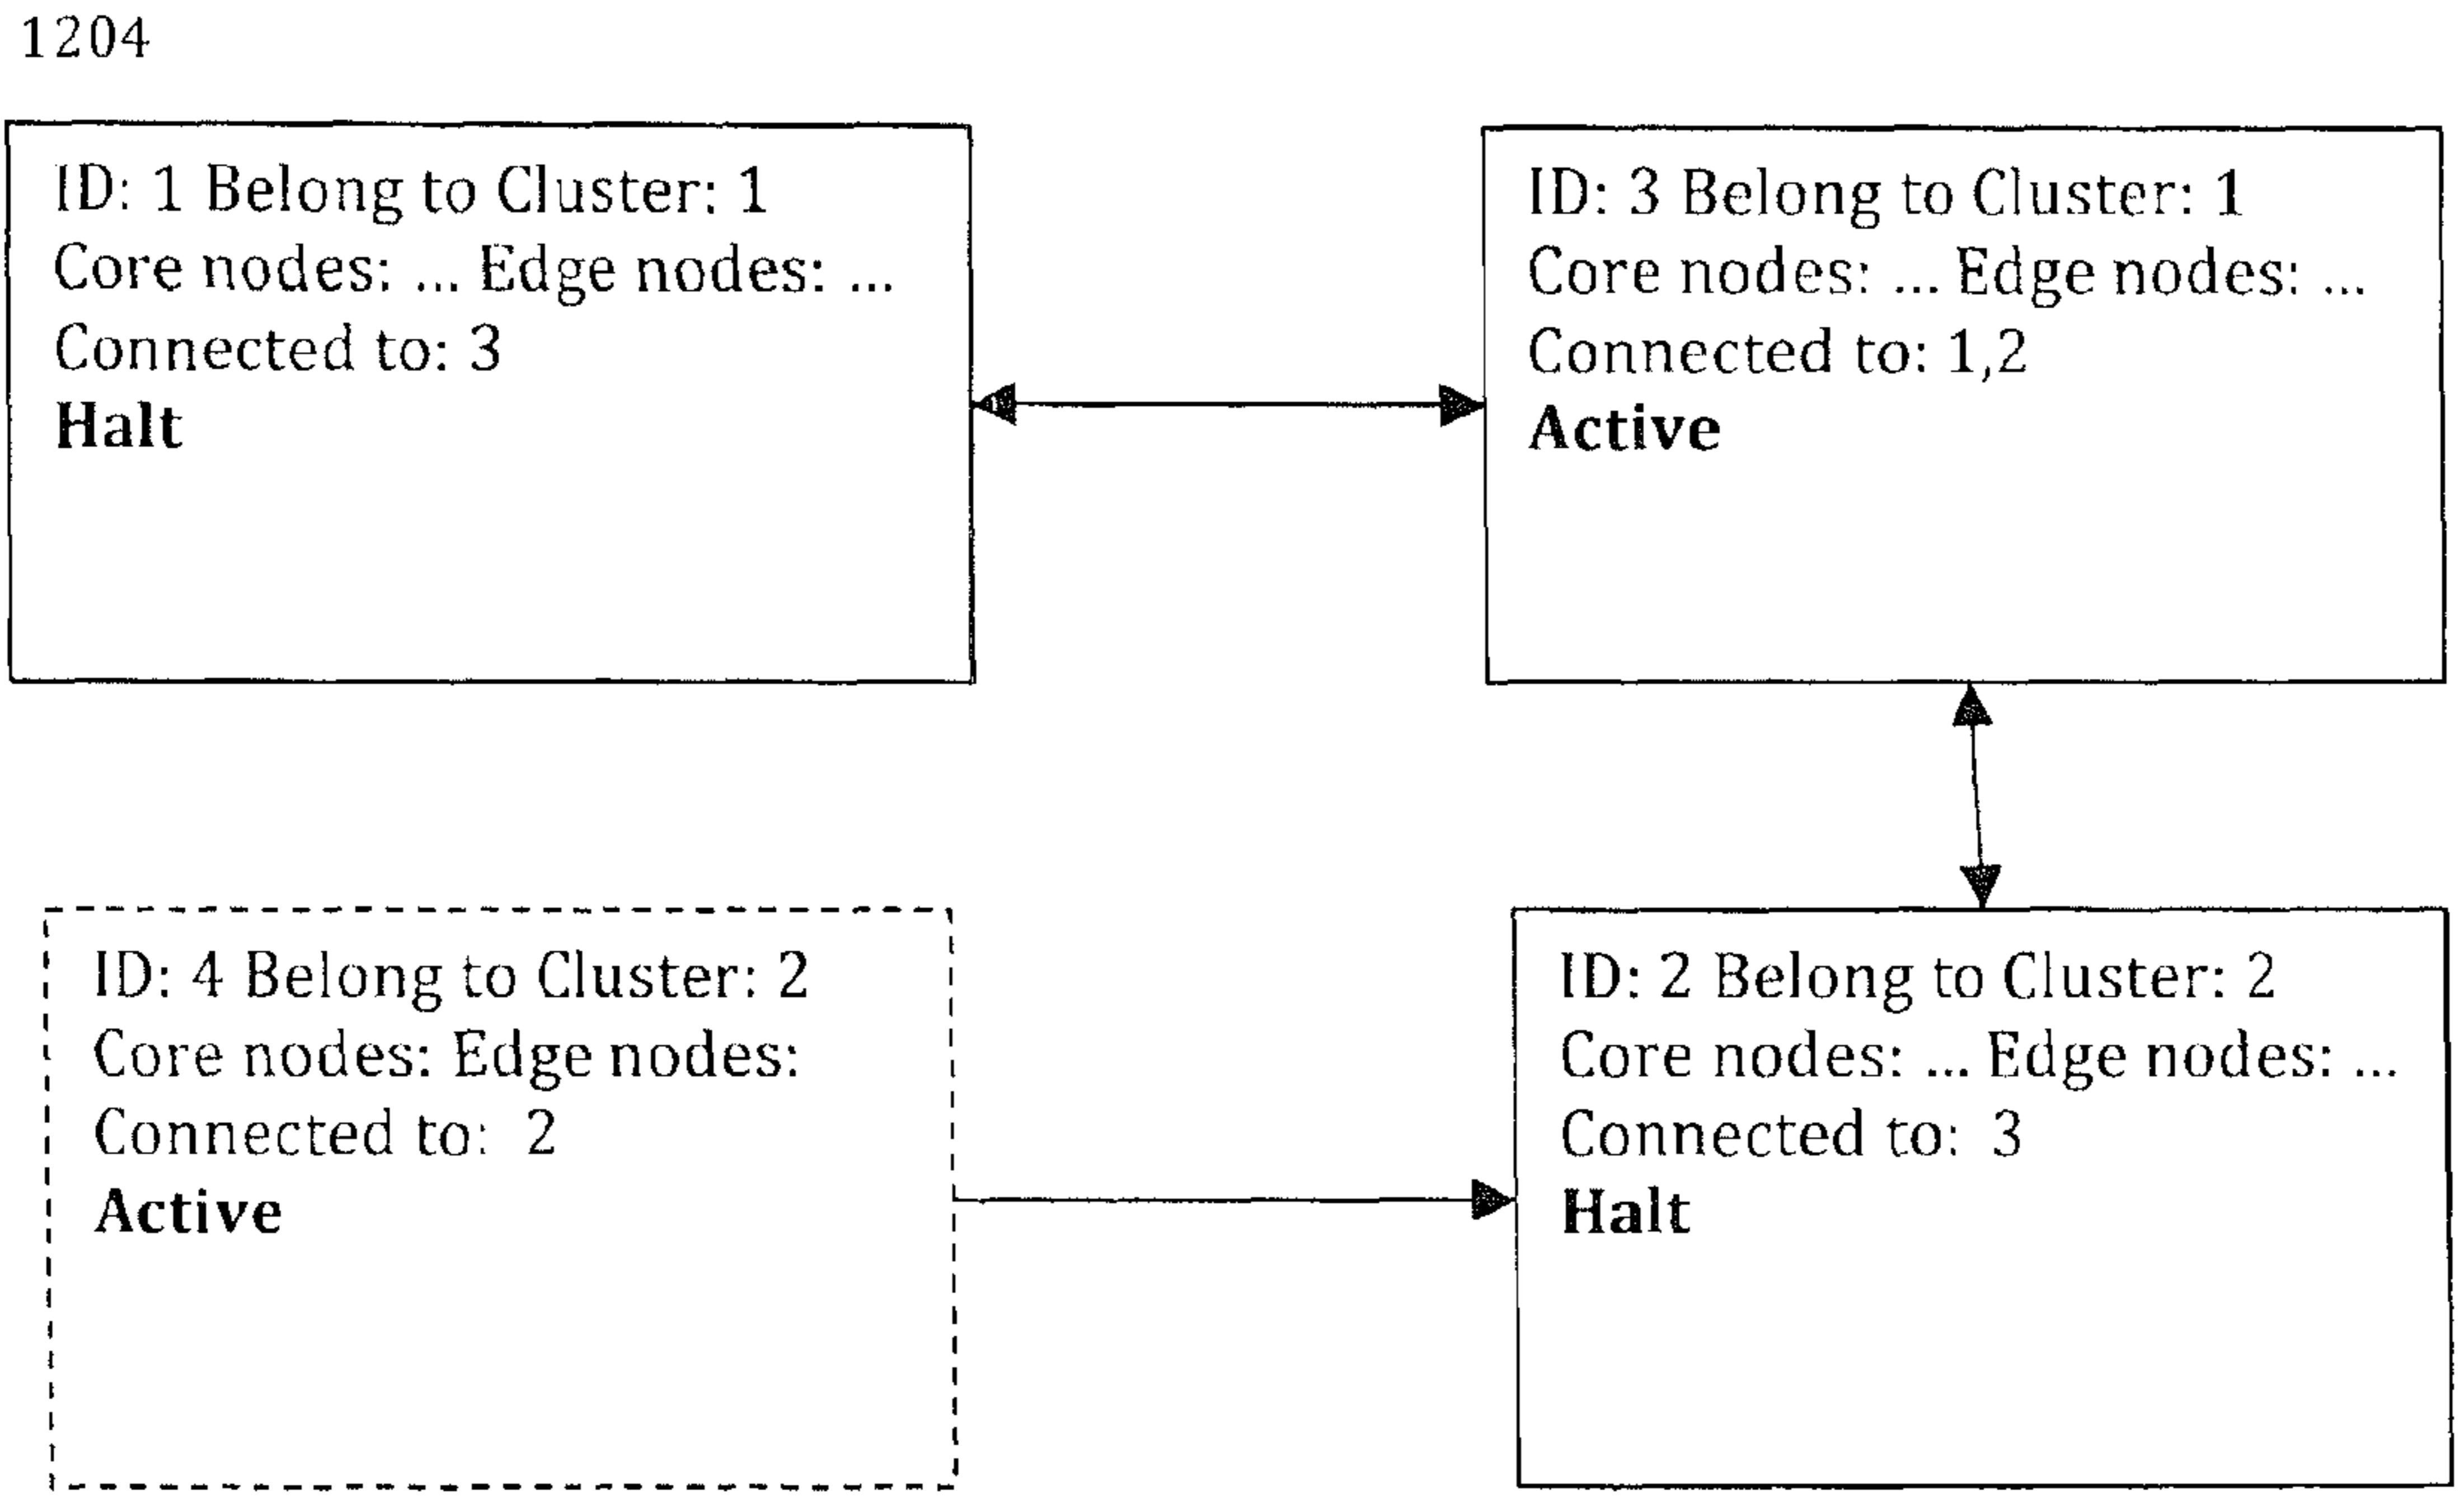 1204
ID: 1 Belong to Cluster: 1
Core nodes: ... Edge nodes: ...
Connected to: 3
Halt
ID: 3 Belong to Cluster: 1
Core nodes: ... Edge nodes: ...
Connected to: 1,2
Active
ID: 4 Belong to Cluster: 2
Core nodes: Edge nodes:
Connected to: 2
Active
ID: 2 Belong to Cluster: 2
Core nodes: ... Edge nodes: ...
Connected to: 3
Halt